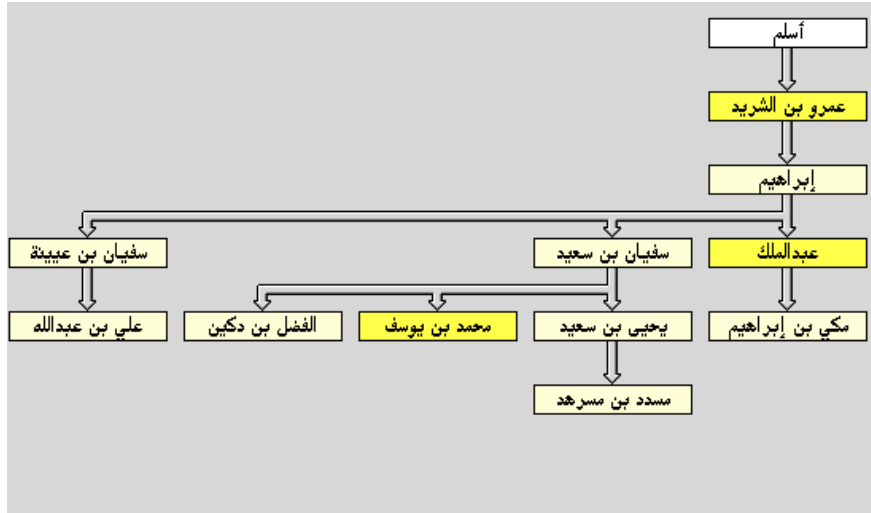 أسلم
عمرو بن الشريد
إبراهيم
عبدالملك
سفيان بن سعيد
سفيان بن عيينة
مكي بن إبراهيم
يحيى بن سعيد
محمد بن يوسف
الفضل بن دكين
علي بن عبدالله
مسدد بن مسرهد